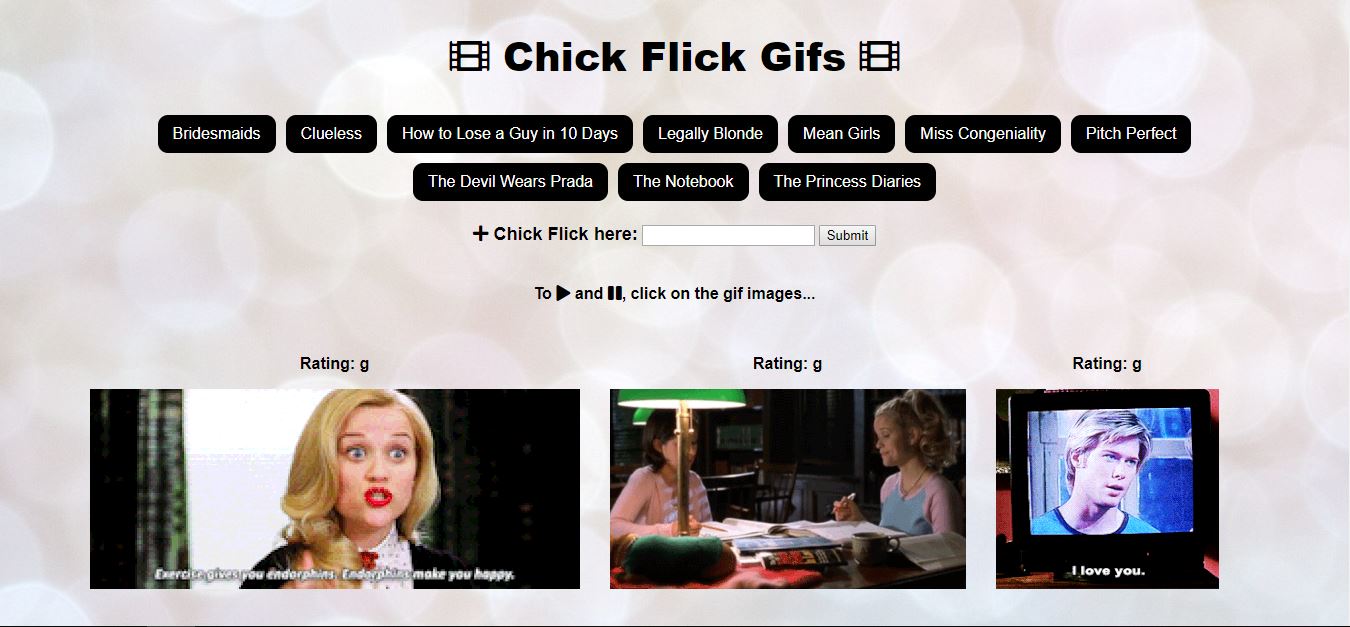 Chick Flick Gifs
Bridesmaids Clueless How to Lose a Guy in 10 Days Legally Blonde Mean Girls Miss Congeniality Pitch Perfect
The Devil Wears Prada The Notebook The Princess Diaries
Chick Flick here: Submit
To and , click on the gif images...
Rating: g Rating: g Rating: g
Exercise gives you endorphins. Endorphins make you happy.
I love you.